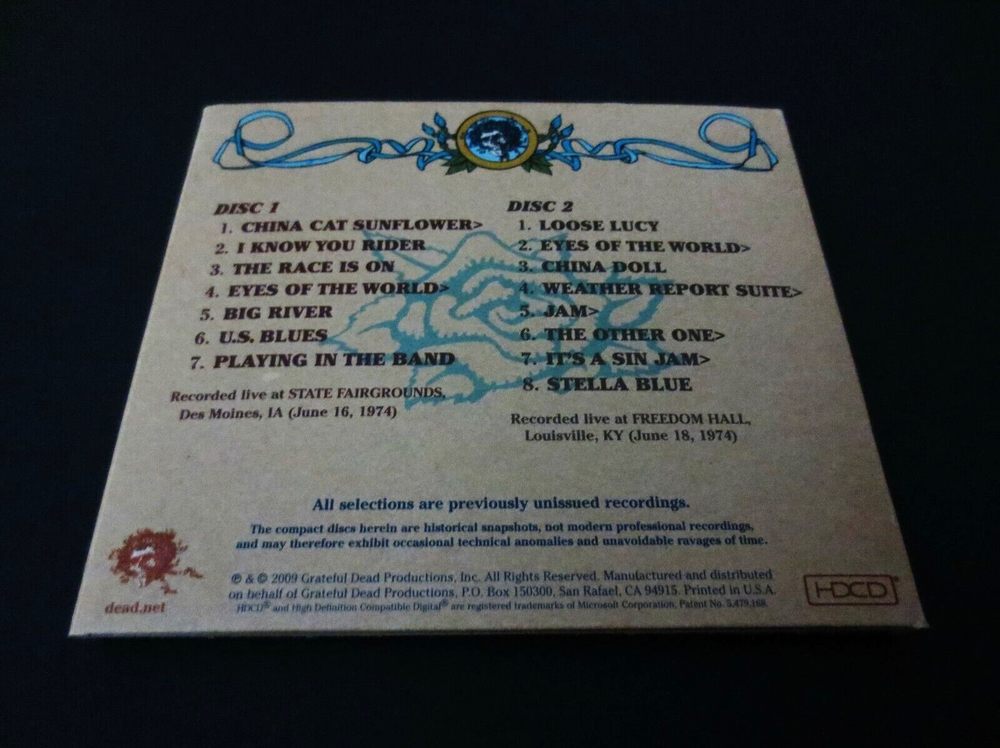 DISC 1
1. CHINA CAT SUNFLOWER>
2. I KNOW YOU RIDER
3. THE RACE IS ON
4. EYES OF THE WORLD>
5. BIG RIVER
6. U.S. BLUES
7. PLAYING IN THE BAND
Recorded live at STATE FAIRGROUNDS,
Des Moines, IA (June 16, 1974)
DISC 2
1. LOOSE LUCY
2. EYES OF THE WORLD>
3. CHINA DOLL
4. WEATHER REPORT SUITE>
5. JAM>
6. THE OTHER ONE>
7. IT'S A SIN JAM>
8. STELLA BLUE
Recorded live at FREEDOM HALL,
Louisville, KY (June 18, 1974)
All selections are previously unissued recordings.
The compact discs herein are historical snapshots, not modern professional recordings,
and may therefore exhibit occasional technical anomalies and unavoidable ravages of time.
℗ & © 2009 Grateful Dead Productions, Inc. All Rights Reserved. Manufactured and distributed
on behalf of Grateful Dead Productions, P.O. Box 150300, San Rafael, CA 94915. Printed in U.S.A.
HDCD® and High Definition Compatible Digital® are registered trademarks of Microsoft Corporation, Patent No. 5,479,168.
dead.net
HDCD®